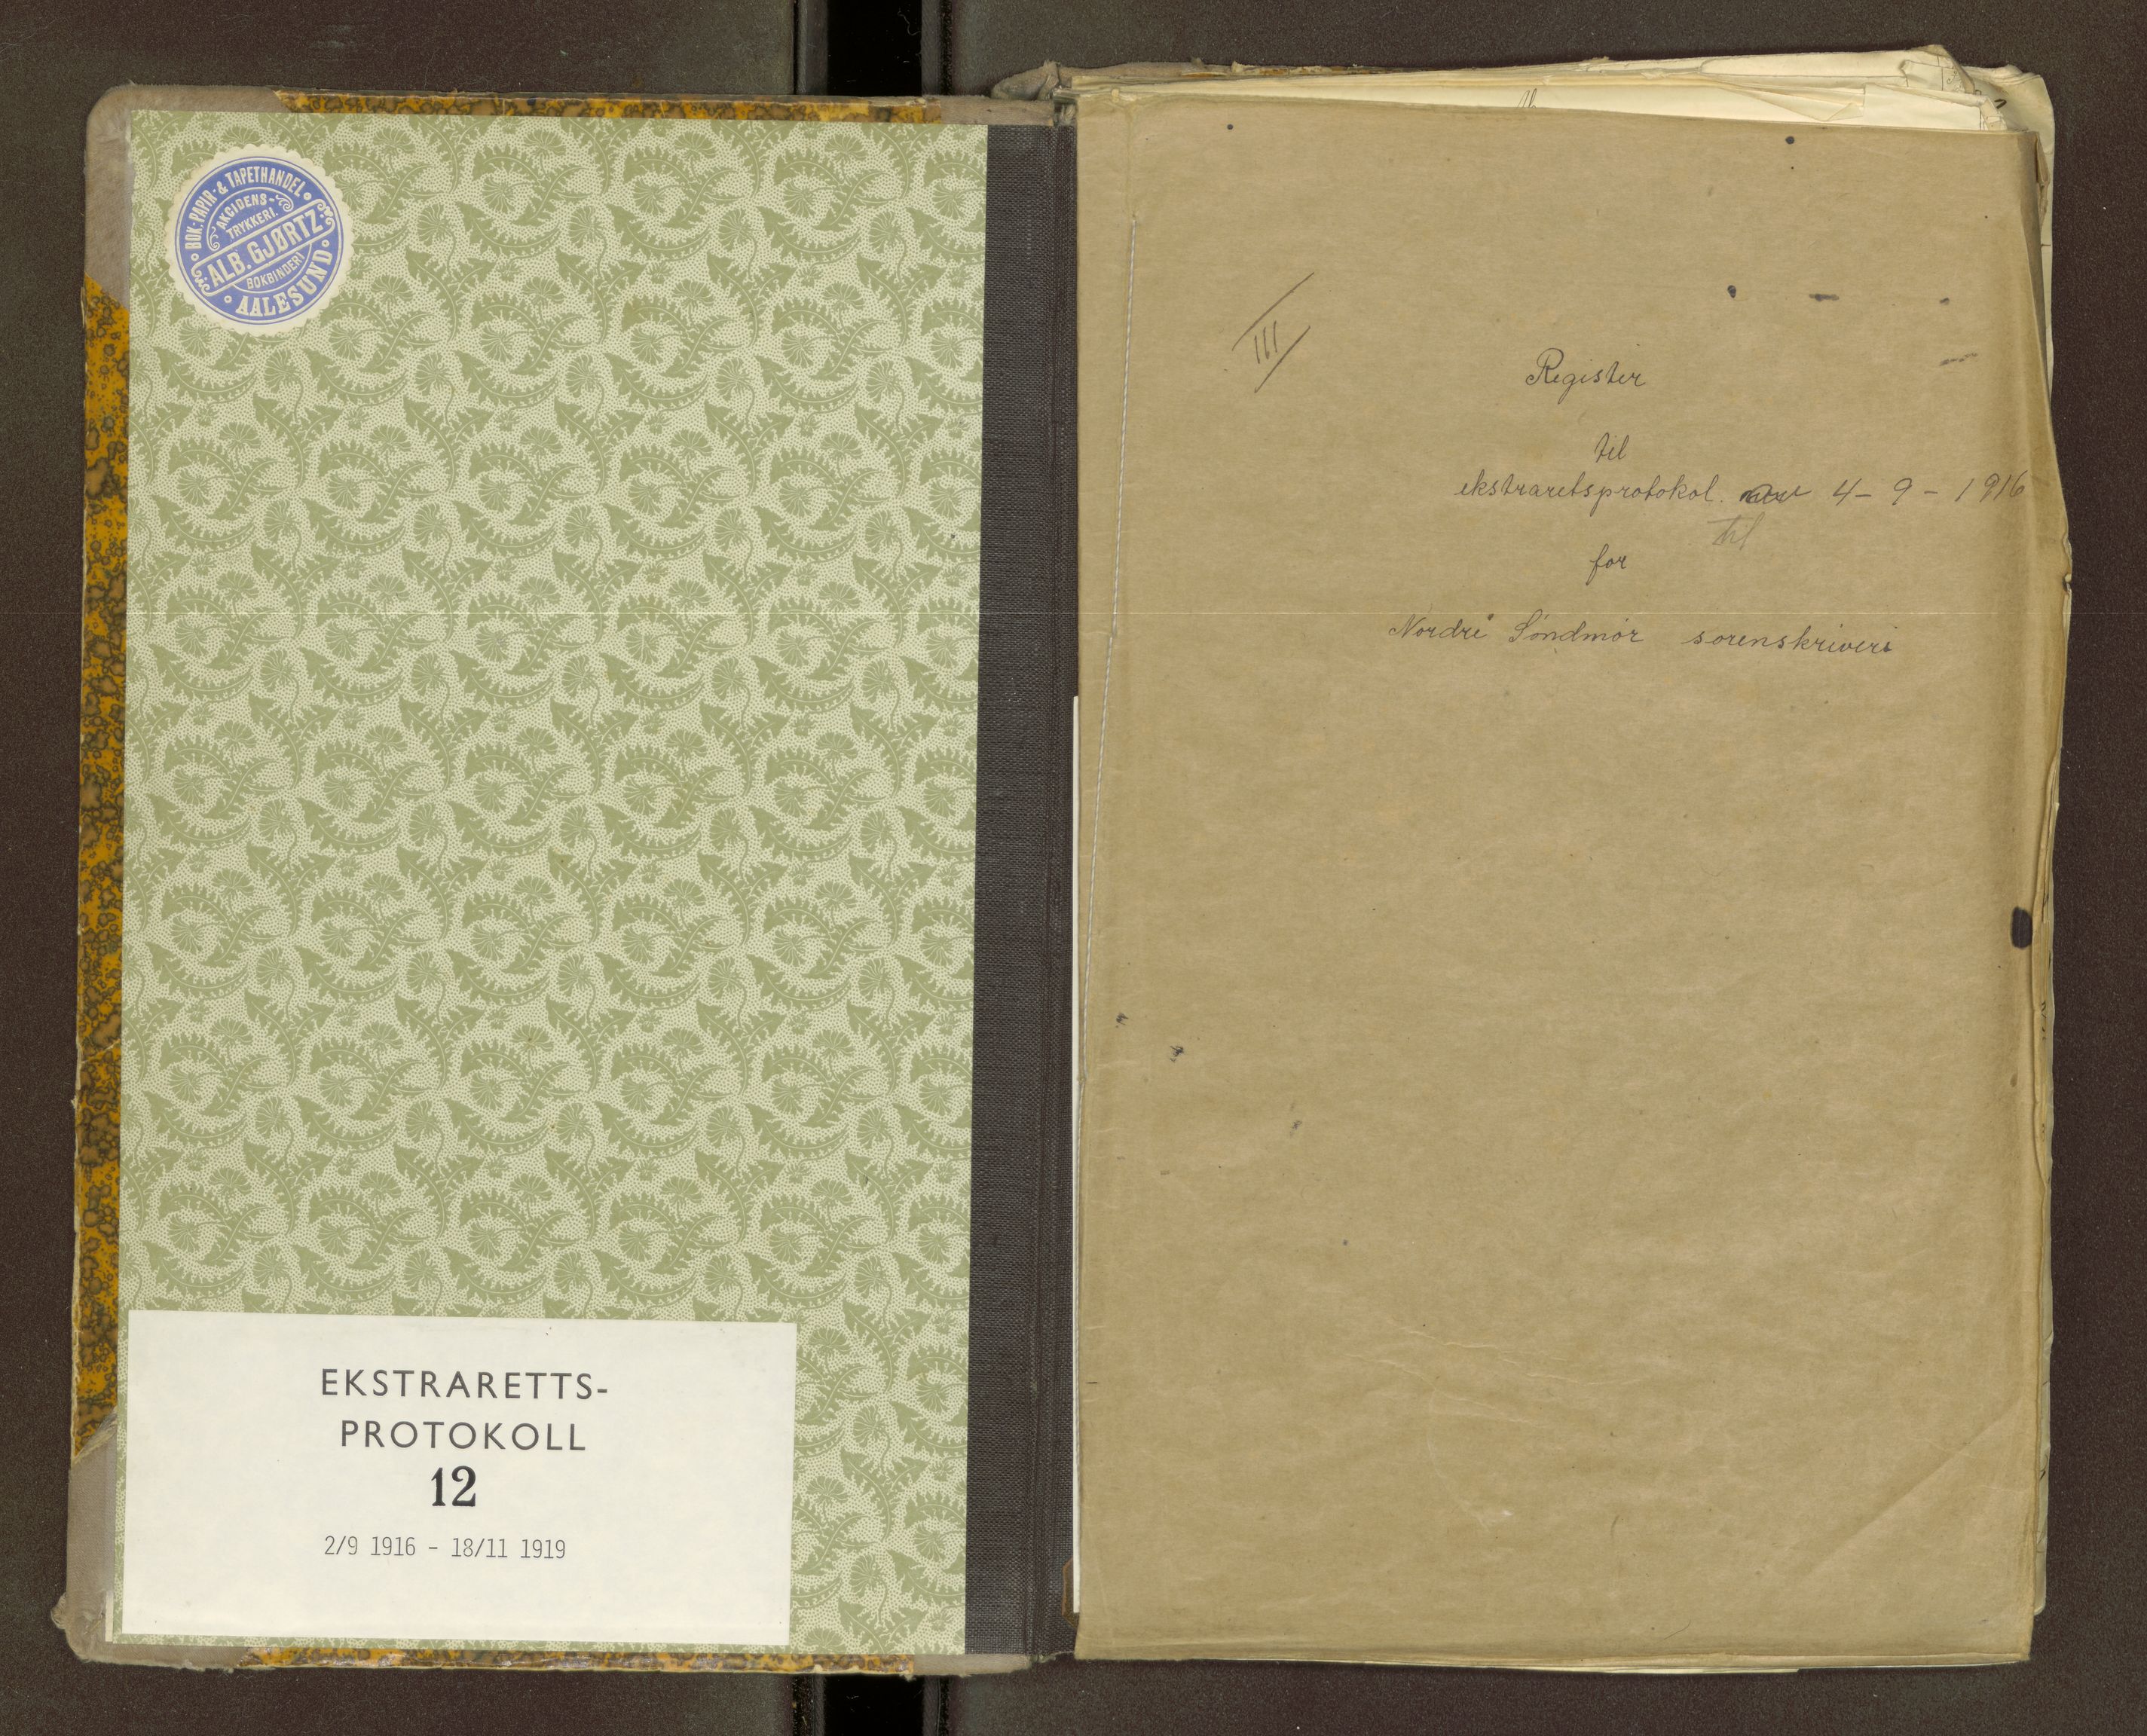 BOK-PAPIR- & TAPETHANDEL
AKCIDENS-
TRYKKERI.
ALB. GJØRTZ
BOKBINDERI
AALESUND
EKSTRARETTS-
PROTOKOLL
12
2/9 1916 - 18/11 1919
III
Register
til
ekstraretsprotokol. 4-9-1916
til
for
Nordre Søndmør sorenskriveri